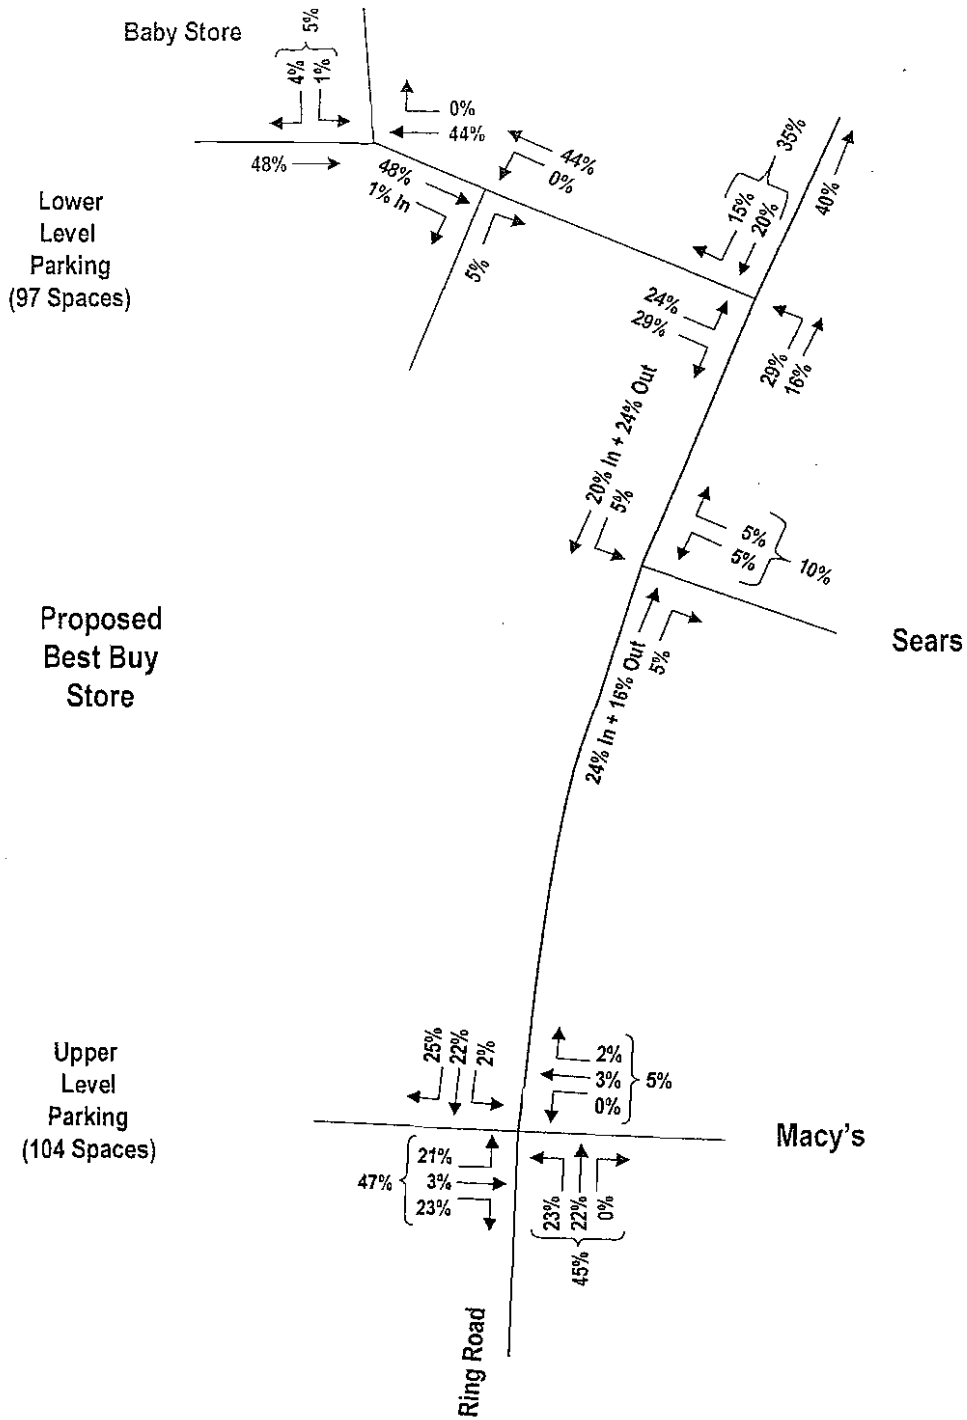 Baby Store
5%
4%
1%
0%
44%
48%
48%
1% In
44%
0%
5%
35%
15%
20%
40%
Lower
Level
Parking
(97 Spaces)
24%
29%
29%
16%
20% In + 24% Out
5%
5%
5%
10%
Proposed
Best Buy
Store
Sears
24% In + 16% Out
5%
Upper
Level
Parking
(104 Spaces)
25%
22%
2%
2%
3%
0%
5%
Macy's
47%
21%
3%
23%
23%
22%
0%
45%
Ring Road